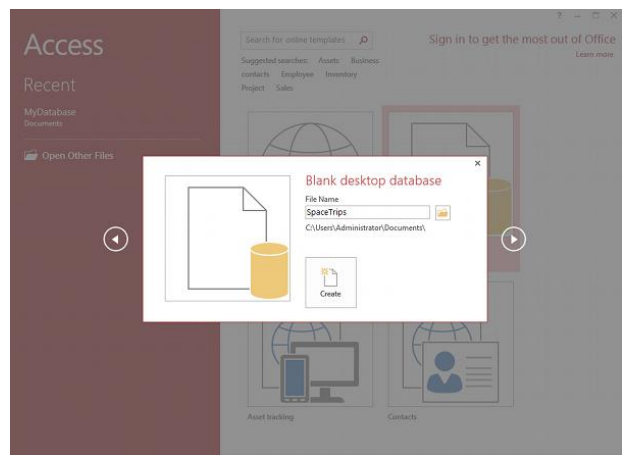 Access
Recent
MyDatabase
Documents
Open Other Files
Search for online templates
Sign in to get the most out of Office
Learn more
Suggested searches: Assets Business
contacts Employee Inventory
Project Sales
Blank desktop database
File Name
SpaceTrips
C:\Users\Administrator\Documents\
Create
Asset tracking
Contacts